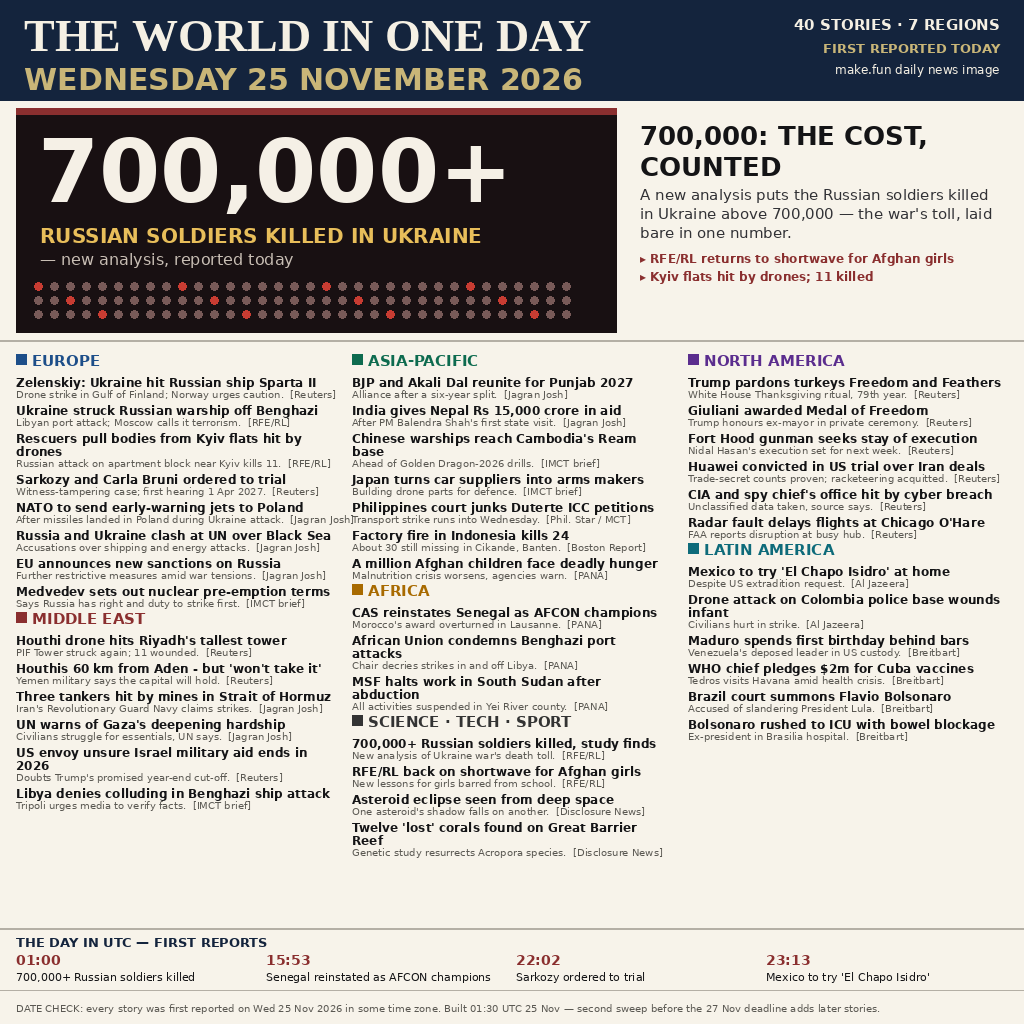 THE WORLD IN ONE DAY
WEDNESDAY 25 NOVEMBER 2026
40 STORIES · 7 REGIONS
FIRST REPORTED TODAY
make.fun daily news image
700,000+
RUSSIAN SOLDIERS KILLED IN UKRAINE
— new analysis, reported today
700,000: THE COST,
COUNTED
A new analysis puts the Russian soldiers killed
in Ukraine above 700,000 — the war's toll, laid
bare in one number.
▸ RFE/RL returns to shortwave for Afghan girls
▸ Kyiv flats hit by drones; 11 killed
EUROPE
Zelenskiy: Ukraine hit Russian ship Sparta II
Drone strike in Gulf of Finland; Norway urges caution. [Reuters]
Ukraine struck Russian warship off Benghazi
Libyan port attack; Moscow calls it terrorism. [RFE/RL]
Rescuers pull bodies from Kyiv flats hit by
drones
Russian attack on apartment block near Kyiv kills 11. [RFE/RL]
Sarkozy and Carla Bruni ordered to trial
Witness-tampering case; first hearing 1 Apr 2027. [Reuters]
NATO to send early-warning jets to Poland
After missiles landed in Poland during Ukraine attack. [Jagran Josh]
Russia and Ukraine clash at UN over Black Sea
Accusations over shipping and energy attacks. [Jagran Josh]
EU announces new sanctions on Russia
Further restrictive measures amid war tensions. [Jagran Josh]
Medvedev sets out nuclear pre-emption terms
Says Russia has right and duty to strike first. [IMCT brief]
MIDDLE EAST
Houthi drone hits Riyadh's tallest tower
PIF Tower struck again; 11 wounded. [Reuters]
Houthis 60 km from Aden - but 'won't take it'
Yemen military says the capital will hold. [Reuters]
Three tankers hit by mines in Strait of Hormuz
Iran's Revolutionary Guard Navy claims strikes. [Jagran Josh]
UN warns of Gaza's deepening hardship
Civilians struggle for essentials, UN says. [Jagran Josh]
US envoy unsure Israel military aid ends in
2026
Doubts Trump's promised year-end cut-off. [Reuters]
Libya denies colluding in Benghazi ship attack
Tripoli urges media to verify facts. [IMCT brief]
ASIA-PACIFIC
BJP and Akali Dal reunite for Punjab 2027
Alliance after a six-year split. [Jagran Josh]
India gives Nepal Rs 15,000 crore in aid
After PM Balendra Shah's first state visit. [Jagran Josh]
Chinese warships reach Cambodia's Ream
base
Ahead of Golden Dragon-2026 drills. [IMCT brief]
Japan turns car suppliers into arms makers
Building drone parts for defence. [IMCT brief]
Philippines court junks Duterte ICC petitions
Transport strike runs into Wednesday. [Phil. Star / MCT]
Factory fire in Indonesia kills 24
About 30 still missing in Cikande, Banten. [Boston Report]
A million Afghan children face deadly hunger
Malnutrition crisis worsens, agencies warn. [PANA]
AFRICA
CAS reinstates Senegal as AFCON champions
Morocco's award overturned in Lausanne. [PANA]
African Union condemns Benghazi port
attacks
Chair decries strikes in and off Libya. [PANA]
MSF halts work in South Sudan after
abduction
All activities suspended in Yei River county. [PANA]
SCIENCE · TECH · SPORT
700,000+ Russian soldiers killed, study finds
New analysis of Ukraine war's death toll. [RFE/RL]
RFE/RL back on shortwave for Afghan girls
New lessons for girls barred from school. [RFE/RL]
Asteroid eclipse seen from deep space
One asteroid's shadow falls on another. [Disclosure News]
Twelve 'lost' corals found on Great Barrier
Reef
Genetic study resurrects Acropora species. [Disclosure News]
NORTH AMERICA
Trump pardons turkeys Freedom and Feathers
White House Thanksgiving ritual, 79th year. [Reuters]
Giuliani awarded Medal of Freedom
Trump honours ex-mayor in private ceremony. [Reuters]
Fort Hood gunman seeks stay of execution
Nidal Hasan's execution set for next week. [Reuters]
Huawei convicted in US trial over Iran deals
Trade-secret counts proven; racketeering acquitted. [Reuters]
CIA and spy chief's office hit by cyber breach
Unclassified data taken, source says. [Reuters]
Radar fault delays flights at Chicago O'Hare
FAA reports disruption at busy hub. [Reuters]
LATIN AMERICA
Mexico to try 'El Chapo Isidro' at home
Despite US extradition request. [Al Jazeera]
Drone attack on Colombia police base wounds
infant
Civilians hurt in strike. [Al Jazeera]
Maduro spends first birthday behind bars
Venezuela's deposed leader in US custody. [Breitbart]
WHO chief pledges $2m for Cuba vaccines
Tedros visits Havana amid health crisis. [Breitbart]
Brazil court summons Flavio Bolsonaro
Accused of slandering President Lula. [Breitbart]
Bolsonaro rushed to ICU with bowel blockage
Ex-president in Brasilia hospital. [Breitbart]
THE DAY IN UTC — FIRST REPORTS
01:00
700,000+ Russian soldiers killed
15:53
Senegal reinstated as AFCON champions
22:02
Sarkozy ordered to trial
23:13
Mexico to try 'El Chapo Isidro'
DATE CHECK: every story was first reported on Wed 25 Nov 2026 in some time zone. Built 01:30 UTC 25 Nov — second sweep before the 27 Nov deadline adds later stories.